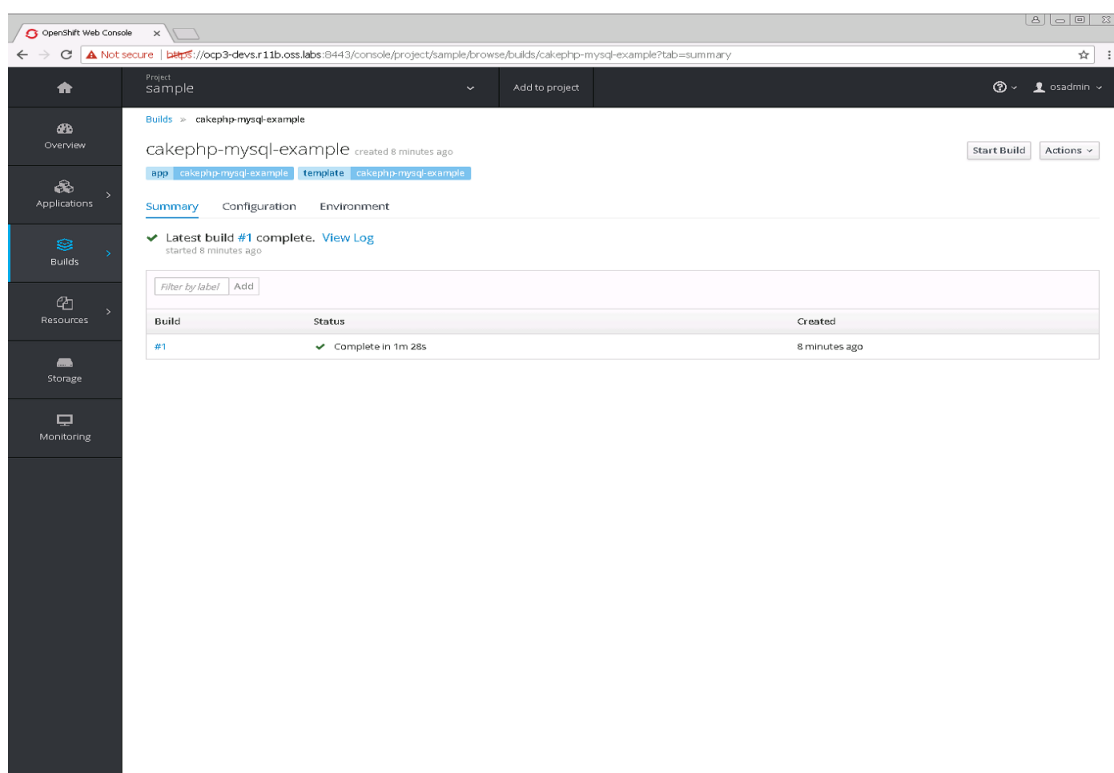 OpenShift Web Console
Not secure | https://ocp3-devs.r11b.oss.labs:8443/console/project/sample/browse/builds/cakephp-mysql-example?tab=summary
Project
sample
Add to project
osadmin
Overview
Applications
Builds
Resources
Storage
Monitoring
Builds » cakephp-mysql-example
cakephp-mysql-example created 8 minutes ago
Start Build
Actions
app cakephp-mysql-example template cakephp-mysql-example
Summary Configuration Environment
Latest build #1 complete. View Log
started 8 minutes ago
Filter by label Add
Build Status Created
#1 Complete in 1m 28s 8 minutes ago